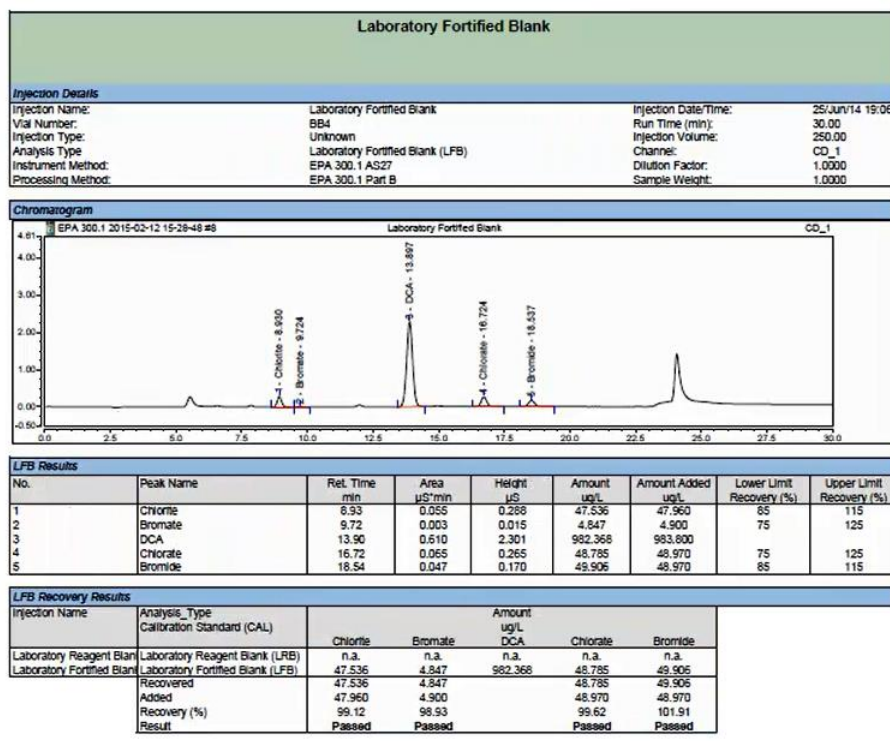 Laboratory Fortified Blank
Injection Details
Injection Name: Laboratory Fortified Blank Injection Date/Time: 25/Jun/14 19:06
Vial Number: BB4 Run Time (min): 30.00
Injection Type: Unknown Injection Volume: 250.00
Analysis Type Laboratory Fortified Blank (LFB) Channel: CD_1
Instrument Method: EPA 300.1 AS27 Dilution Factor: 1.0000
Processing Method: EPA 300.1 Part B Sample Weight: 1.0000
Chromatogram
EPA 300.1 2015-02-12 15-28-48 #8 Laboratory Fortified Blank CD_1
4.61
4.00
3.00
2.00
1.00
0.00
-0.50
1 - Chlorite - 8.930
2 - Bromate - 9.724
3 - DCA - 13.897
4 - Chlorate - 16.724
5 - Bromide - 18.537
0.0 2.5 5.0 7.5 10.0 12.5 15.0 17.5 20.0 22.5 25.0 27.5 30.0
LFB Results
No. Peak Name Ret. Time Area Height Amount Amount Added Lower Limit Upper Limit
min µS*min µS ug/L ug/L Recovery (%) Recovery (%)
1 Chlorite 8.93 0.055 0.288 47.536 47.960 85 115
2 Bromate 9.72 0.003 0.015 4.847 4.900 75 125
3 DCA 13.90 0.610 2.301 982.368 983.800
4 Chlorate 16.72 0.065 0.265 48.785 48.970 75 125
5 Bromide 18.54 0.047 0.170 49.906 48.970 85 115
LFB Recovery Results
Injection Name Analysis_Type Amount
Calibration Standard (CAL) ug/L
Chlorite Bromate DCA Chlorate Bromide
Laboratory Reagent Blan Laboratory Reagent Blank (LRB) n.a. n.a. n.a. n.a. n.a.
Laboratory Fortified Blan Laboratory Fortified Blank (LFB) 47.536 4.847 982.368 48.785 49.906
Recovered 47.536 4.847 48.785 49.906
Added 47.960 4.900 48.970 48.970
Recovery (%) 99.12 98.93 99.62 101.91
Result Passed Passed Passed Passed